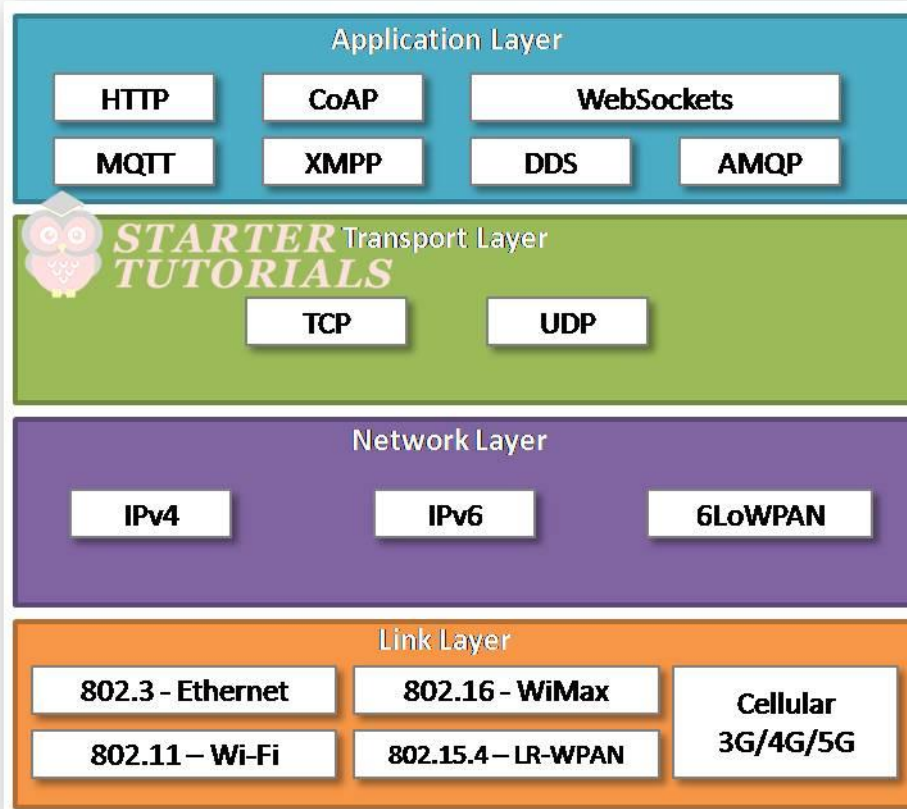 Application Layer
HTTP
CoAP
WebSockets
MQTT
XMPP
DDS
AMQP
STARTER
TUTORIALS
Transport Layer
TCP
UDP
Network Layer
IPv4
IPv6
6LoWPAN
Link Layer
802.3 - Ethernet
802.16 - WiMax
Cellular
3G/4G/5G
802.11 – Wi-Fi
802.15.4 – LR-WPAN